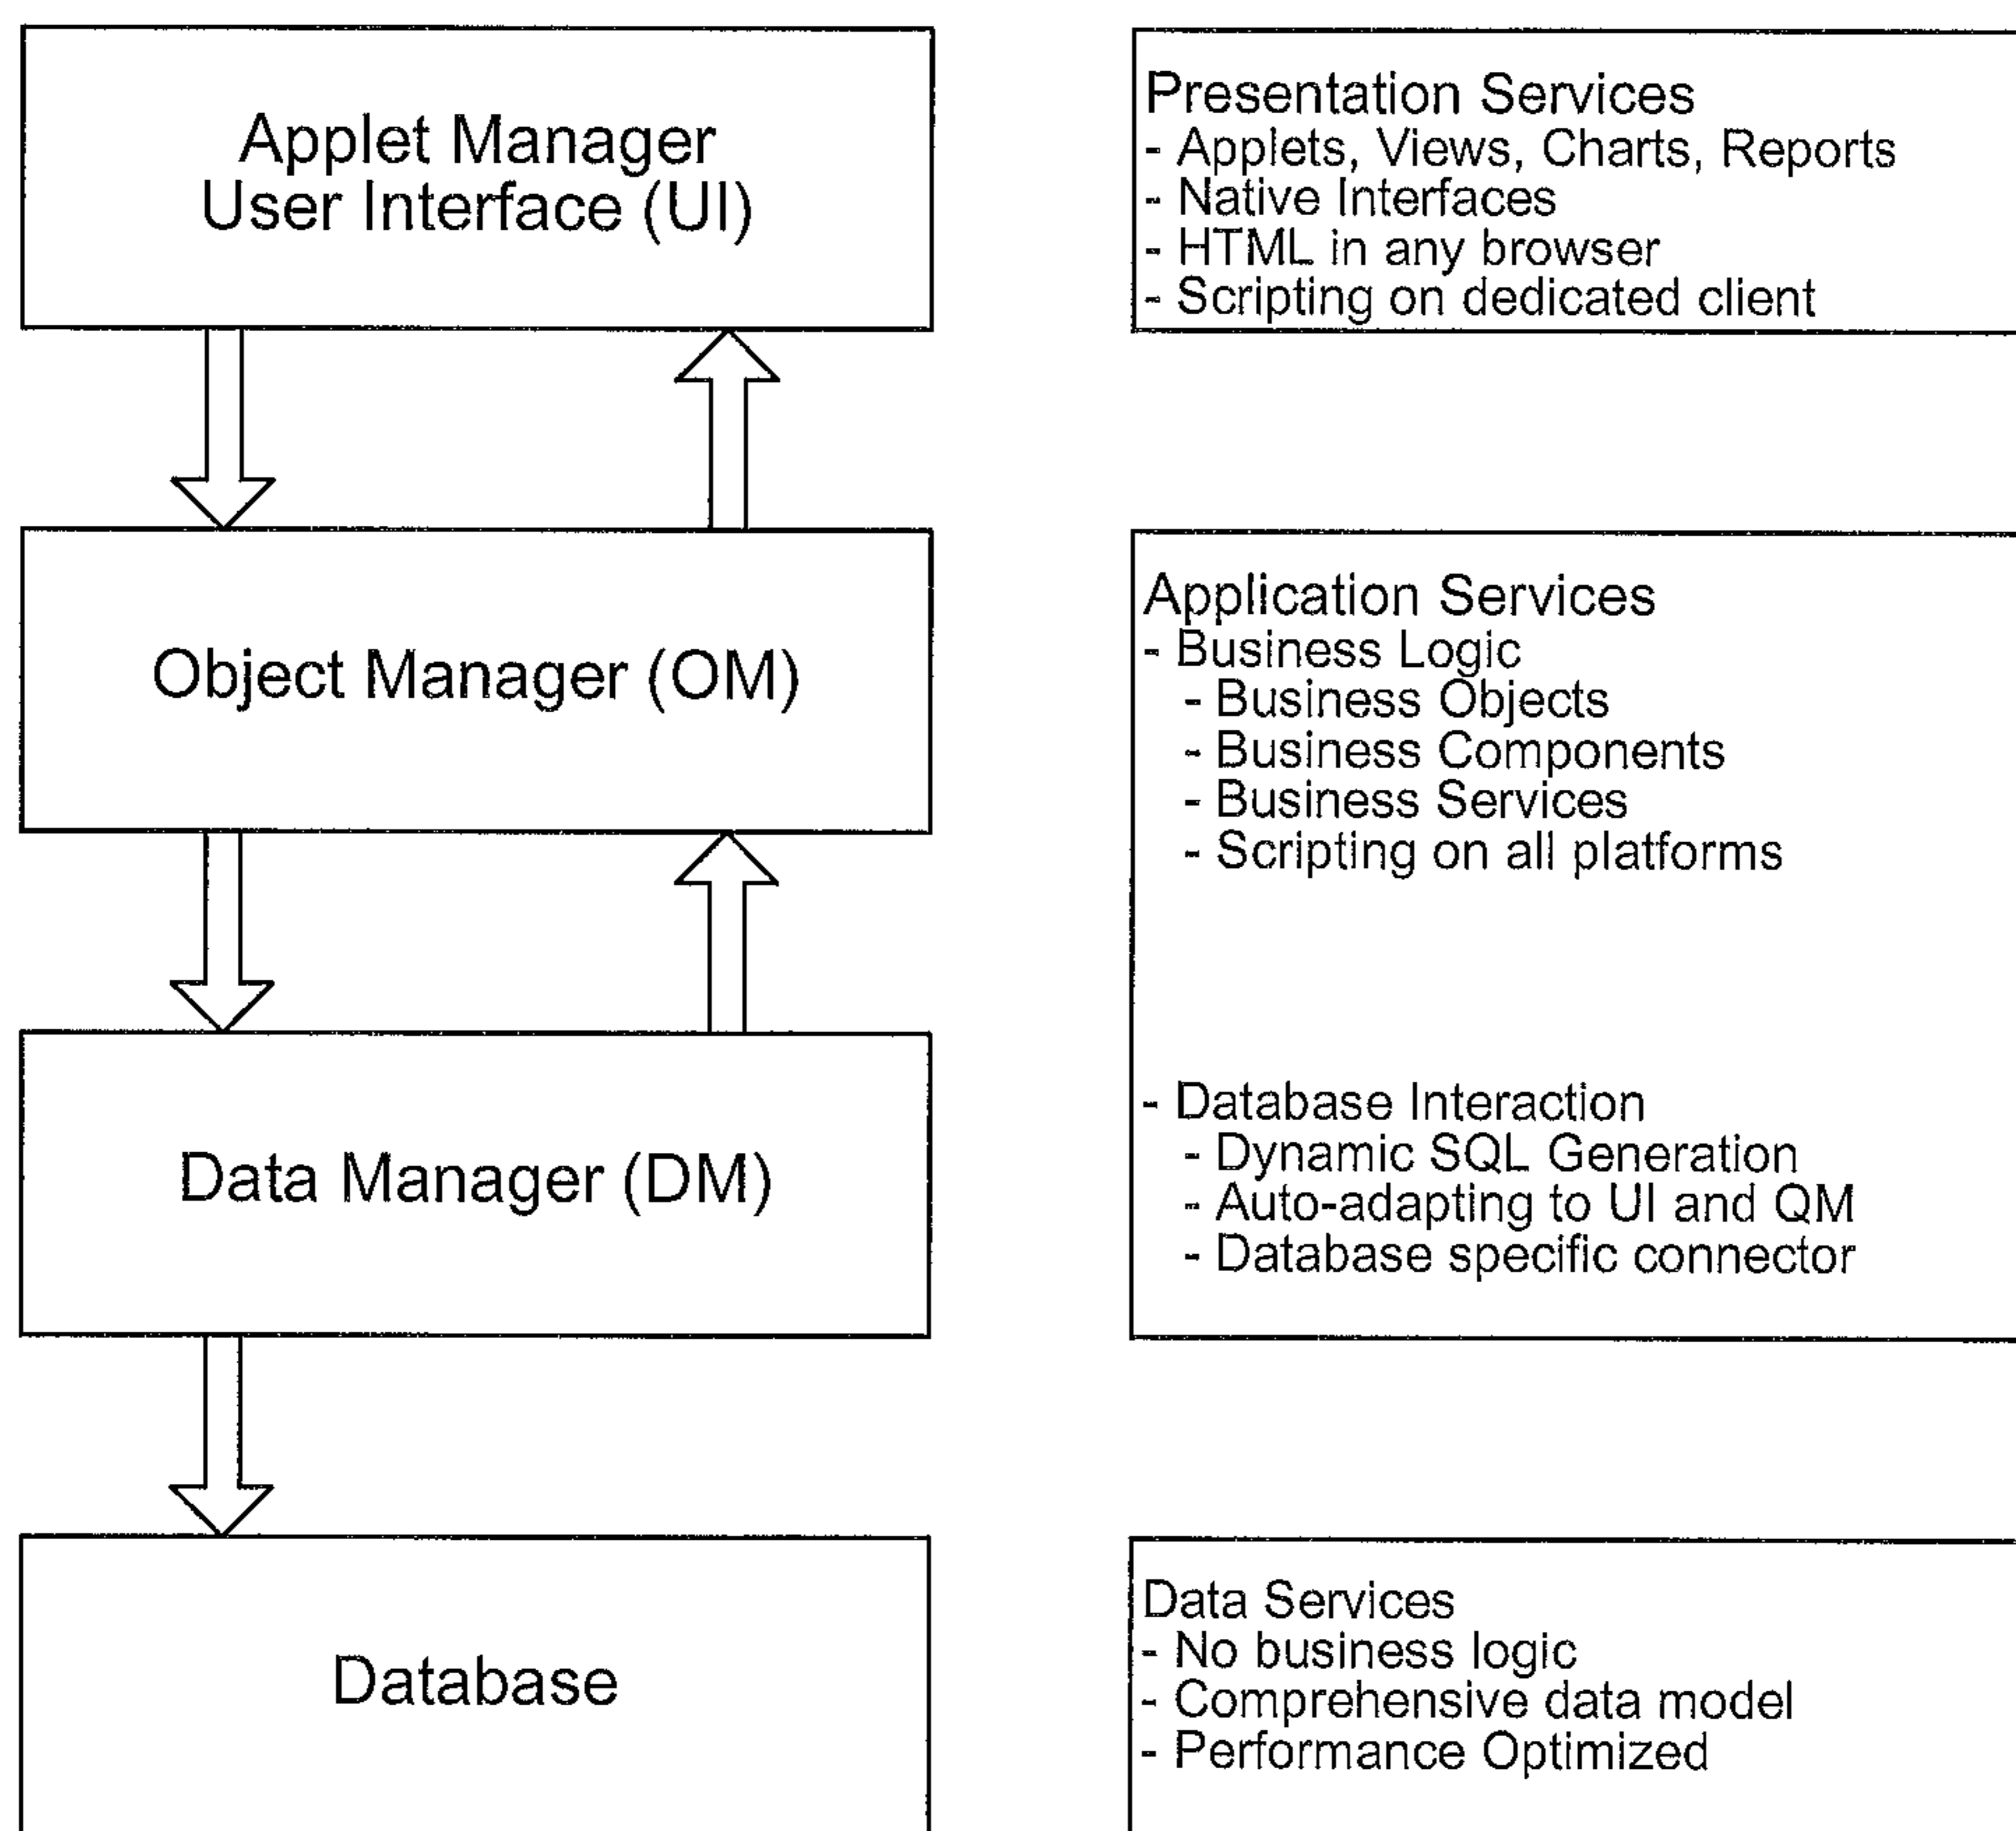 Applet Manager
User Interface (UI)
Presentation Services
- Applets, Views, Charts, Reports
- Native Interfaces
- HTML in any browser
- Scripting on dedicated client
Object Manager (OM)
Application Services
- Business Logic
- Business Objects
- Business Components
- Business Services
- Scripting on all platforms
Data Manager (DM)
- Database Interaction
- Dynamic SQL Generation
- Auto-adapting to UI and QM
- Database specific connector
Database
Data Services
- No business logic
- Comprehensive data model
- Performance Optimized